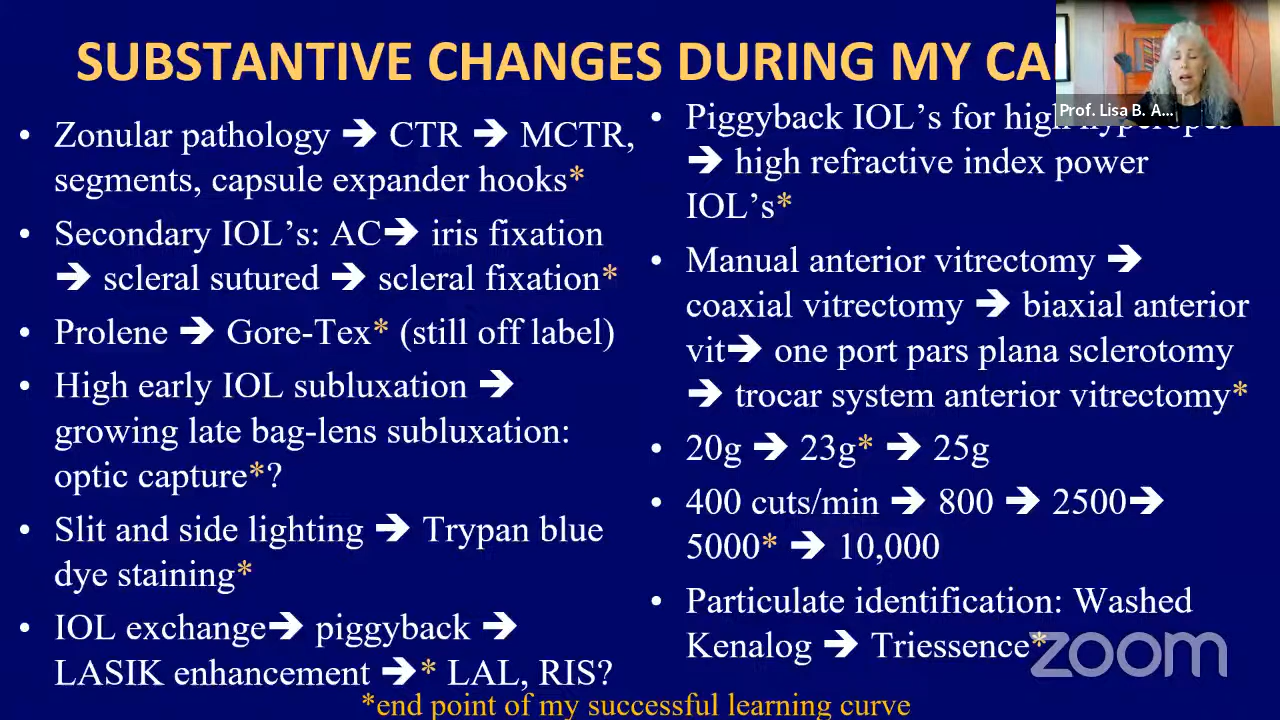 SUBSTANTIVE CHANGES DURING MY CA
Prof. Lisa B. A...
• Zonular pathology ➔ CTR ➔ MCTR,
segments, capsule expander hooks*
• Secondary IOL's: AC➔ iris fixation
➔ scleral sutured ➔ scleral fixation*
• Prolene ➔ Gore-Tex* (still off label)
• High early IOL subluxation ➔
growing late bag-lens subluxation:
optic capture*?
• Slit and side lighting ➔ Trypan blue
dye staining*
• IOL exchange➔ piggyback ➔
LASIK enhancement ➔* LAL, RIS?
• Piggyback IOL's for high hyperopes
➔ high refractive index power
IOL's*
• Manual anterior vitrectomy ➔
coaxial vitrectomy ➔ biaxial anterior
vit➔ one port pars plana sclerotomy
➔ trocar system anterior vitrectomy*
• 20g ➔ 23g* ➔ 25g
• 400 cuts/min ➔ 800 ➔ 2500➔
5000* ➔ 10,000
• Particulate identification: Washed
Kenalog ➔ Triessence*
zoom
*end point of my successful learning curve